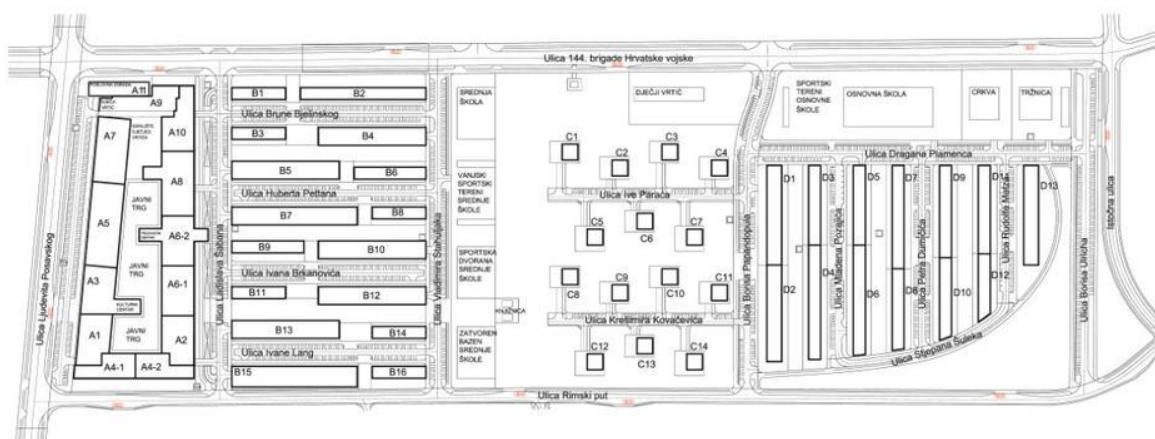 Ulica 144. brigade Hrvatske vojske
Ulica Ljudevita Posavskog
A11
A9
A7
A10
A8
JAVNI
TRG
A5
A6-2
JAVNI
TRG
A3
A6-1
KULTURNI
CENTAR
A1
JAVNI
TRG
A2
A4-1
A4-2
Ulica Ladislava Šabana
B1
B2
Ulica Brune Bjelinskog
B3
B4
B5
B6
Ulica Huberta Pettana
B7
B8
B9
B10
Ulica Ivana Brkanovića
B11
B12
B13
B14
Ulica Ivane Lang
B15
B16
Ulica Vladimira Stahuljaka
SREDNJA
ŠKOLA
VANJSKI
SPORTSKI
TERENI
SREDNJE
ŠKOLE
SPORTSKA
DVORANA
SREDNJE
ŠKOLE
KNJIŽNICA
ZATVOREN
BAZEN
SREDNJE
ŠKOLE
DJEČJI VRTIĆ
C1
C2
C3
C4
Ulica Ive Paraća
C5
C6
C7
C8
C9
C10
C11
Ulica Krešimira Kovačevića
C12
C13
C14
Ulica Rimski put
Ulica Borisa Papandopula
SPORTSKI
TERENI
OSNOVNE
ŠKOLE
OSNOVNA ŠKOLA
CRKVA
TRŽNICA
Ulica Dragana Plamenca
D1
D3
D5
D7
D9
D11
D13
D2
D4
D6
D8
D10
D12
Ulica Mladena Pozajića
Ulica Petra Dumičića
Ulica Rudolfa Matza
Ulica Stjepana Šuleka
Ulica Borisa Ulricha
Istočna ulica